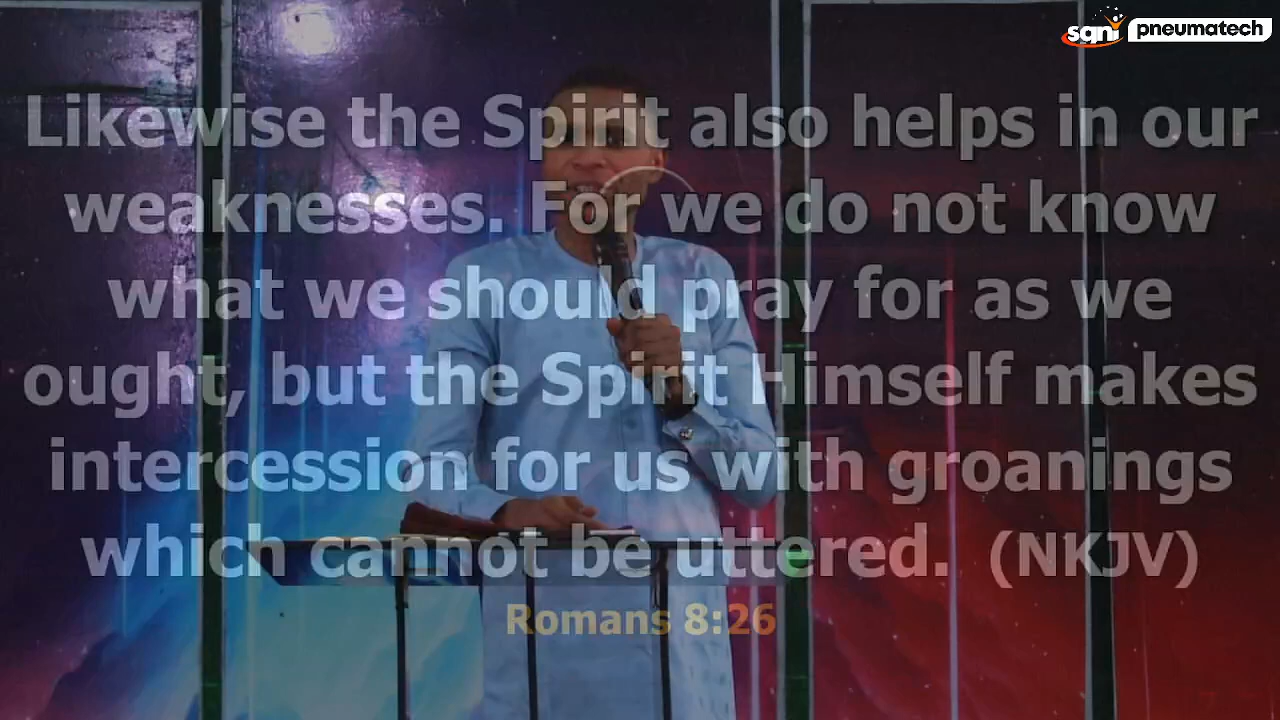 sqni pneumatech
Likewise the Spirit also helps in our
weaknesses. For we do not know
what we should pray for as we
ought, but the Spirit Himself makes
intercession for us with groanings
which cannot be uttered. (NKJV)
Romans 8:26